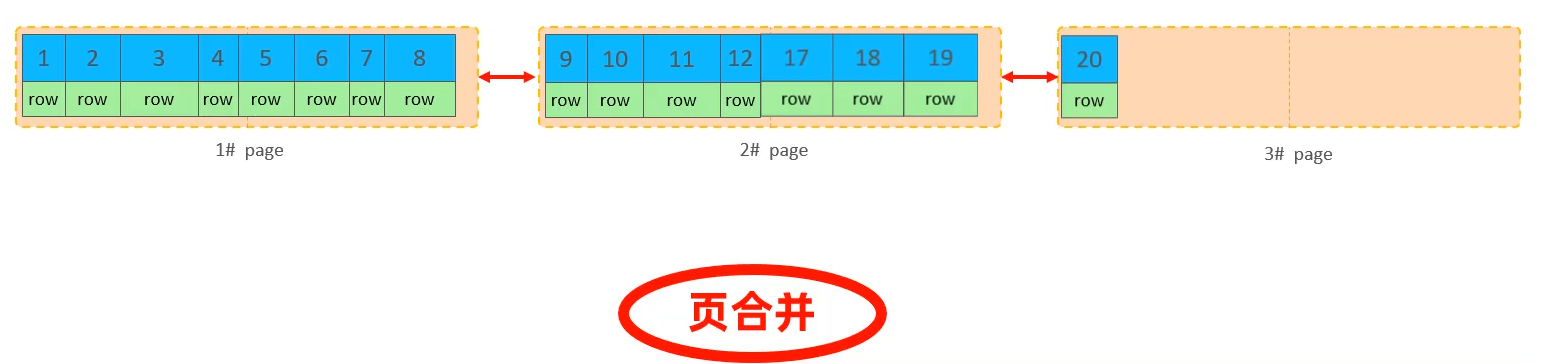 1 2 3 4 5 6 7 8
row row row row row row row row
1# page
9 10 11 12 17 18 19
row row row row row row row
2# page
20
row
3# page
页合并